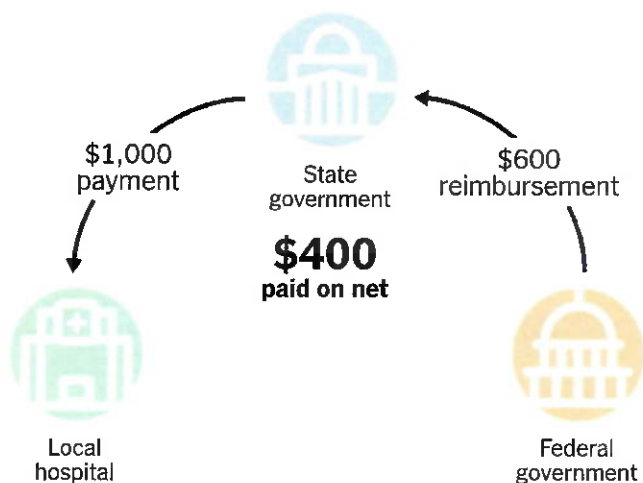 $1,000
payment
State
government
$600
reimbursement
$400
paid on net
Local
hospital
Federal
government